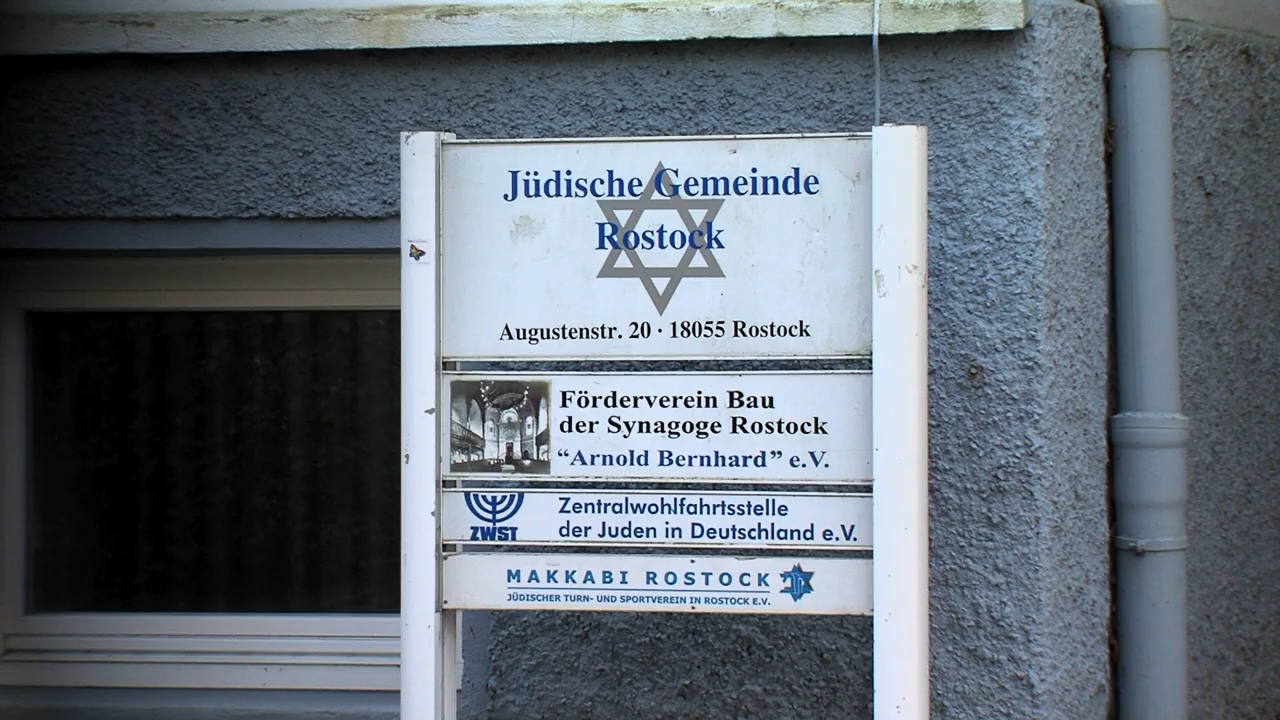 Jüdische Gemeinde
Rostock
Augustenstr. 20 · 18055 Rostock
Förderverein Bau
der Synagoge Rostock
“Arnold Bernhard” e.V.
ZWST
Zentralwohlfahrtsstelle
der Juden in Deutschland e.V.
MAKKABI ROSTOCK
JÜDISCHER TURN- UND SPORTVEREIN IN ROSTOCK E.V.